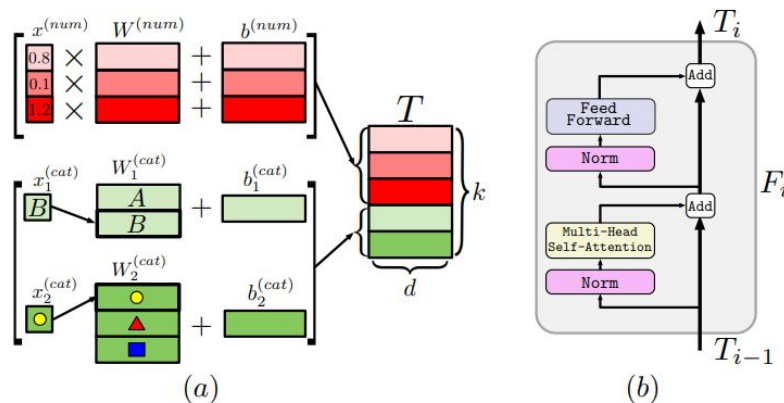 x^(num) W^(num) b^(num)
0.8 × +
0.1 × +
1.2 × +
T
k
d
x_1^(cat) W_1^(cat) b_1^(cat)
B A +
B
x_2^(cat) W_2^(cat) b_2^(cat)
+
(a)
T_i
Add
Feed
Forward
Norm
F_i
Add
Multi-Head
Self-Attention
Norm
T_{i-1}
(b)